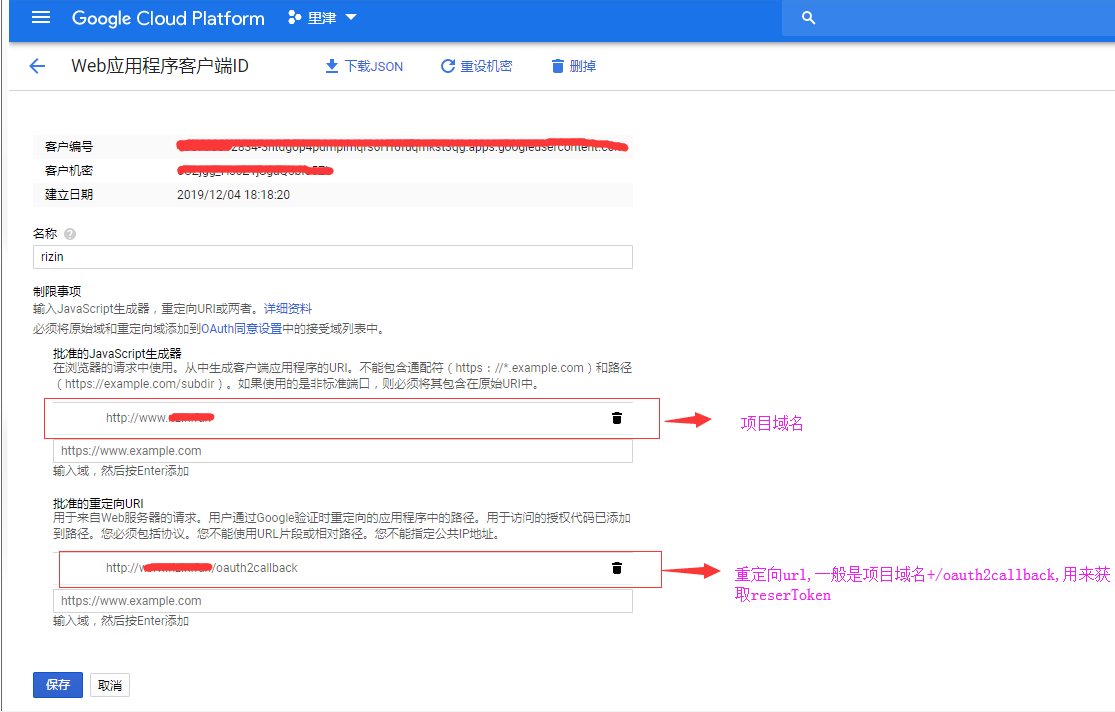 Google Cloud Platform 里津
Web应用程序客户端ID 下载JSON 重设机密 删掉
客户编号 .apps.googleusercontent.com
客户机密
建立日期 2019/12/04 18:18:20
名称
rizin
制限事项
输入JavaScript生成器，重定向URI或两者。详细资料
必须将原始域和重定向域添加到OAuth同意设置中的接受域列表中。
批准的JavaScript生成器
在浏览器的请求中使用。从中生成客户端应用程序的URI。不能包含通配符（https：//*.example.com）和路径
（https://example.com/subdir）。如果使用的是非标准端口，则必须将其包含在原始URI中。
http://www.
项目域名
https://www.example.com
输入域，然后按Enter添加
批准的重定向URI
用于来自Web服务器的请求。用户通过Google验证时重定向的应用程序中的路径。用于访问的授权代码已添加
到路径。您必须包括协议。您不能使用URL片段或相对路径。您不能指定公共IP地址。
http:// /oauth2callback
重定向url,一般是项目域名+/oauth2callback,用来获
取reserToken
https://www.example.com
输入域，然后按Enter添加
保存 取消